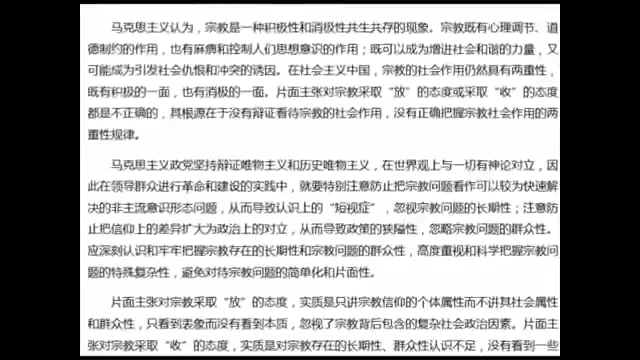 马克思主义认为，宗教是一种积极性和消极性共生共存的现象。宗教既有心理调节、道
德制约的作用，也有麻痹和控制人们思想意识的作用；既可以成为增进社会和谐的力量，又
可能成为引发社会仇恨和冲突的诱因。在社会主义中国，宗教的社会作用仍然具有两重性，
既有积极的一面，也有消极的一面。片面主张对宗教采取“放”的态度或采取“收”的态度
都是不正确的，其根源在于没有辩证看待宗教的社会作用，没有正确把握宗教社会作用的两
重性规律。
马克思主义政党坚持辩证唯物主义和历史唯物主义，在世界观上与一切有神论对立，因
此在领导群众进行革命和建设的实践中，就要特别注意防止把宗教问题看作可以较为快速解
决的非主流意识形态问题，从而导致认识上的“短视症”，忽视宗教问题的长期性；注意防
止把信仰上的差异扩大为政治上的对立，从而导致政策的狭隘性，忽略宗教问题的群众性。
应深刻认识和牢牢把握宗教存在的长期性和宗教问题的群众性，高度重视和科学把握宗教问
题的特殊复杂性，避免对待宗教问题的简单化和片面性。
片面主张对宗教采取“放”的态度，实质是只讲宗教信仰的个体属性而不讲其社会属性
和群众性，只看到表象而没有看到本质，忽视了宗教背后包含的复杂社会政治因素。片面主
张对宗教采取“收”的态度，实质是对宗教存在的长期性、群众性认识不足，没有看到一些